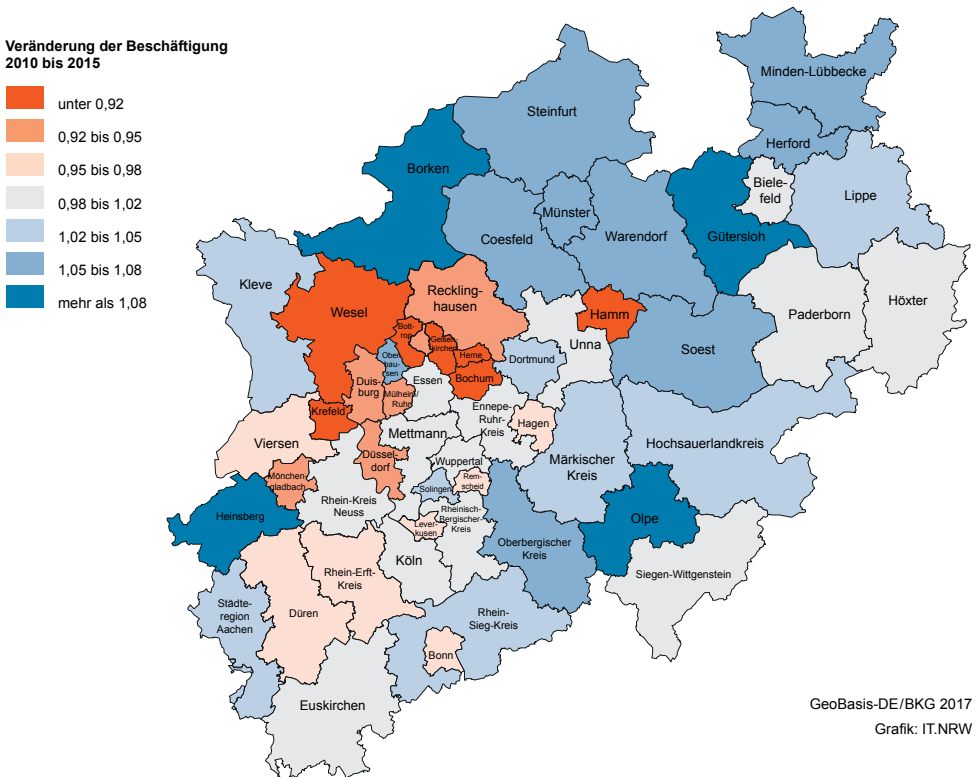 Veränderung der Beschäftigung
2010 bis 2015
unter 0,92
0,92 bis 0,95
0,95 bis 0,98
0,98 bis 1,02
1,02 bis 1,05
1,05 bis 1,08
mehr als 1,08
Minden-Lübbecke
Steinfurt
Herford
Borken
Biele-
feld
Lippe
Münster
Coesfeld
Warendorf
Gütersloh
Kleve
Reckling-
hausen
Höxter
Wesel
Hamm
Paderborn
Bott-
rop
Gelsen-
kirchen
Herne
Unna
Soest
Ober-
hau-
sen
Dortmund
Bochum
Essen
Duis-
burg
Mülheim/
Ruhr
Krefeld
Ennepe-
Ruhr-
Kreis
Hagen
Viersen
Mettmann
Hochsauerlandkreis
Märkischer
Kreis
Düssel-
dorf
Wuppertal
Mönchen-
gladbach
Rem-
scheid
Solingen
Rhein-Kreis
Neuss
Heinsberg
Rheinisch-
Bergischer-
Kreis
Lever-
kusen
Olpe
Oberbergischer
Kreis
Köln
Rhein-Erft-
Kreis
Siegen-Wittgenstein
Städte-
region
Aachen
Düren
Rhein-
Sieg-Kreis
Bonn
Euskirchen
GeoBasis-DE/BKG 2017
Grafik: IT.NRW